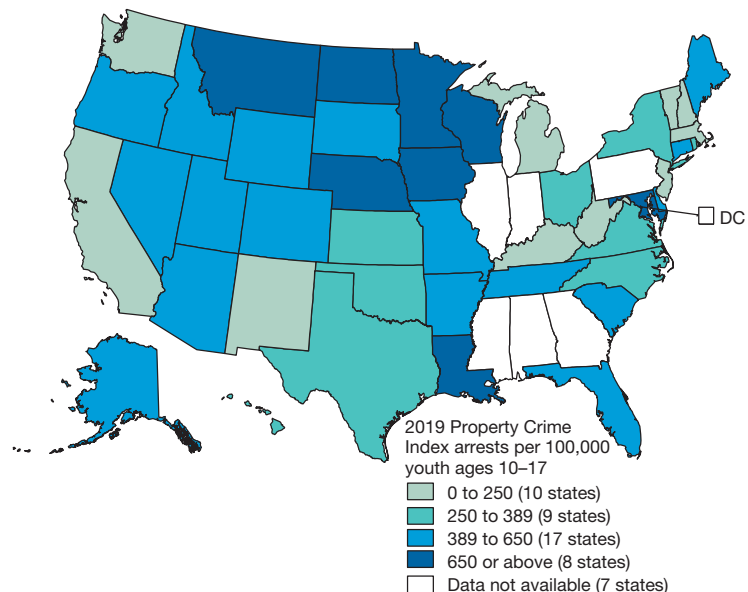 DC
2019 Property Crime
Index arrests per 100,000
youth ages 10–17
0 to 250 (10 states)
250 to 389 (9 states)
389 to 650 (17 states)
650 or above (8 states)
Data not available (7 states)